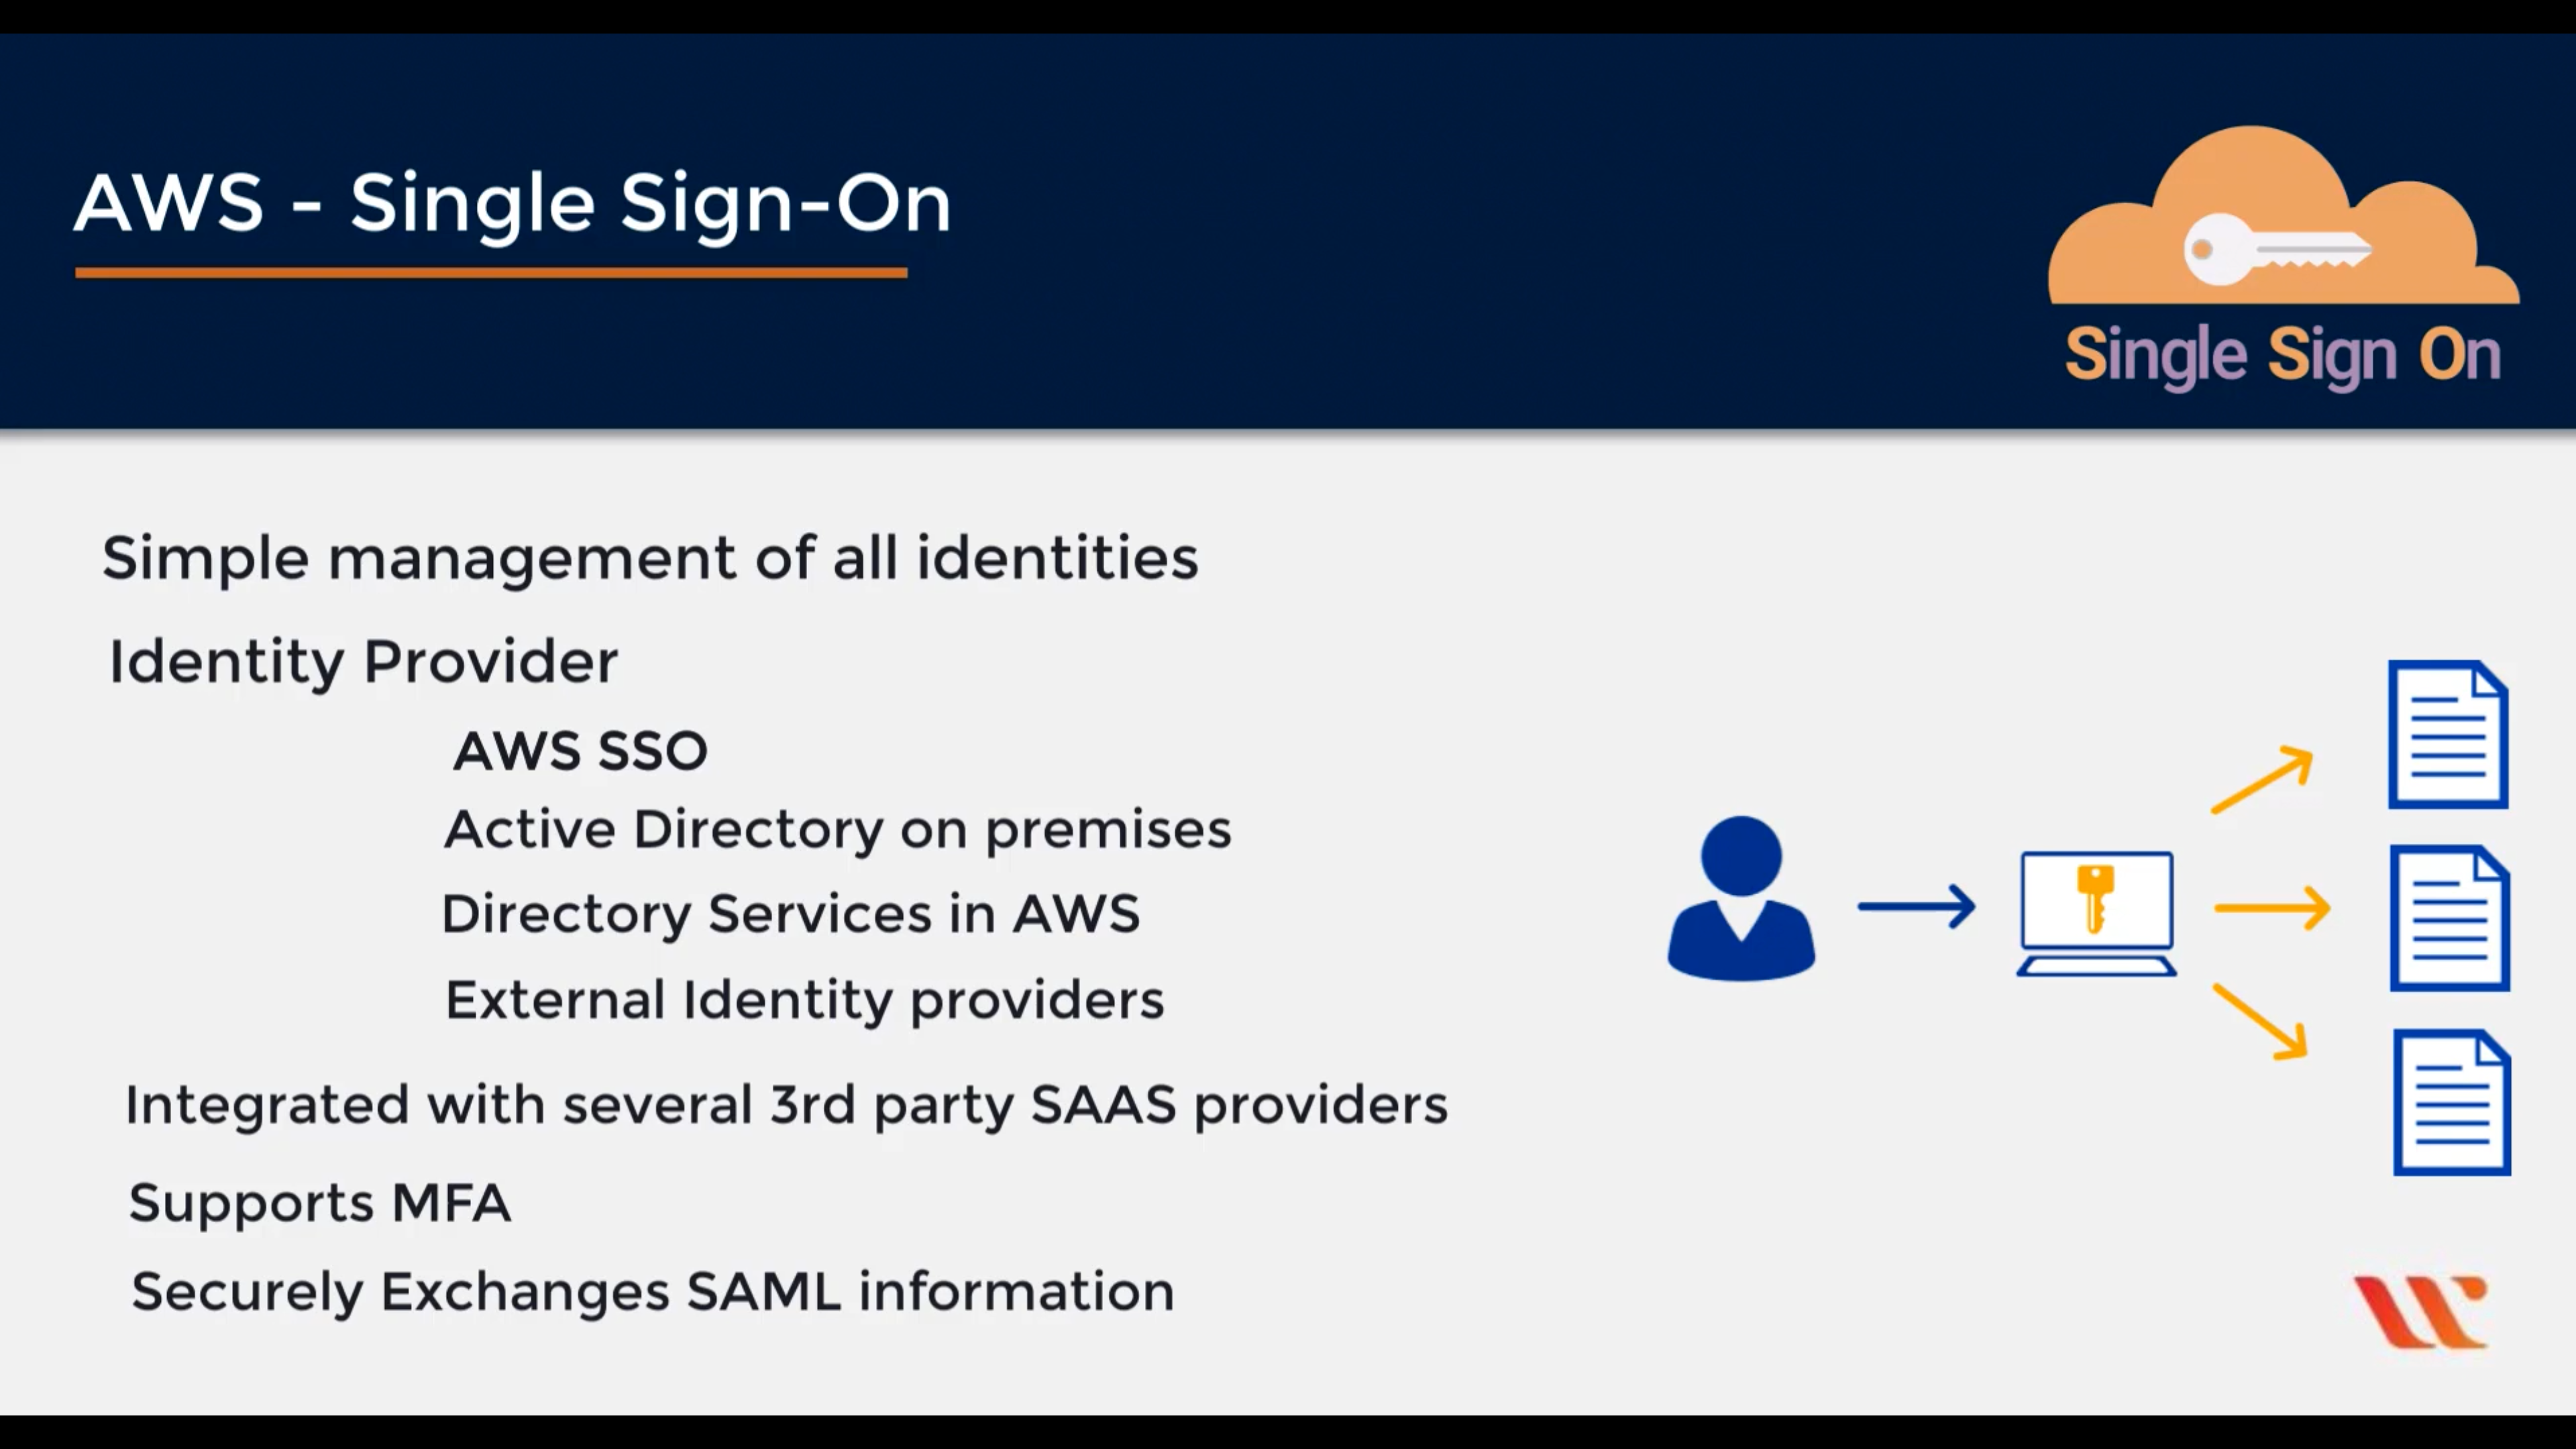 AWS - Single Sign-On
Single Sign On
Simple management of all identities
Identity Provider
AWS SSO
Active Directory on premises
Directory Services in AWS
External Identity providers
Integrated with several 3rd party SAAS providers
Supports MFA
Securely Exchanges SAML information